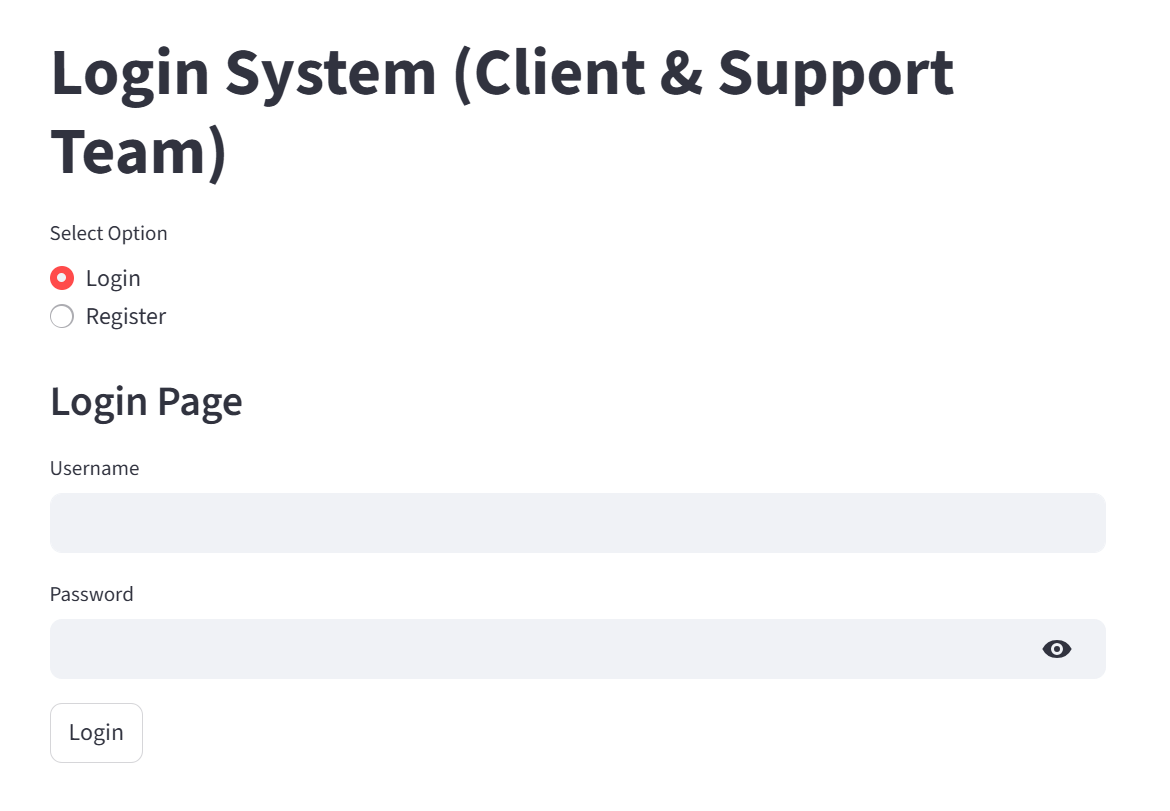 Login System (Client & Support
Team)
Select Option
Login
Register
Login Page
Username
Password
Login